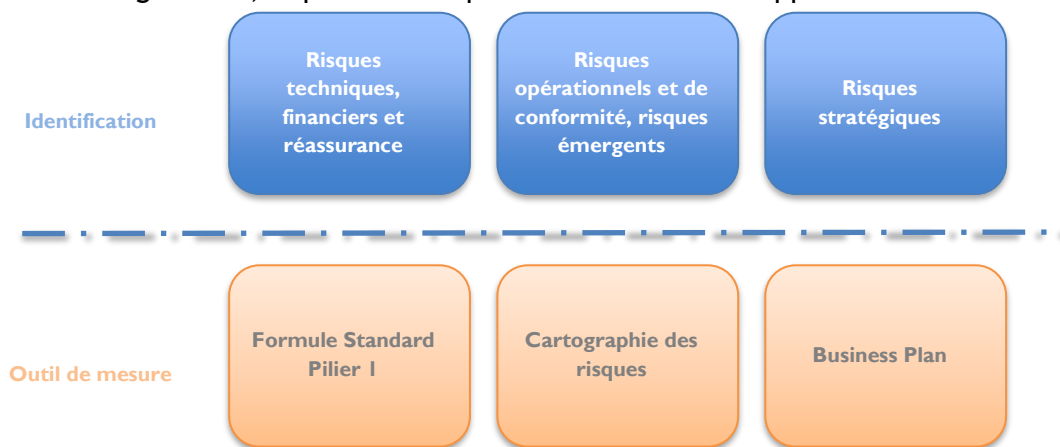 Risques
techniques,
financiers et
réassurance
Risques
opérationnels et de
conformité, risques
émergents
Risques
stratégiques
Identification
Formule Standard
Pilier 1
Cartographie des
risques
Business Plan
Outil de mesure